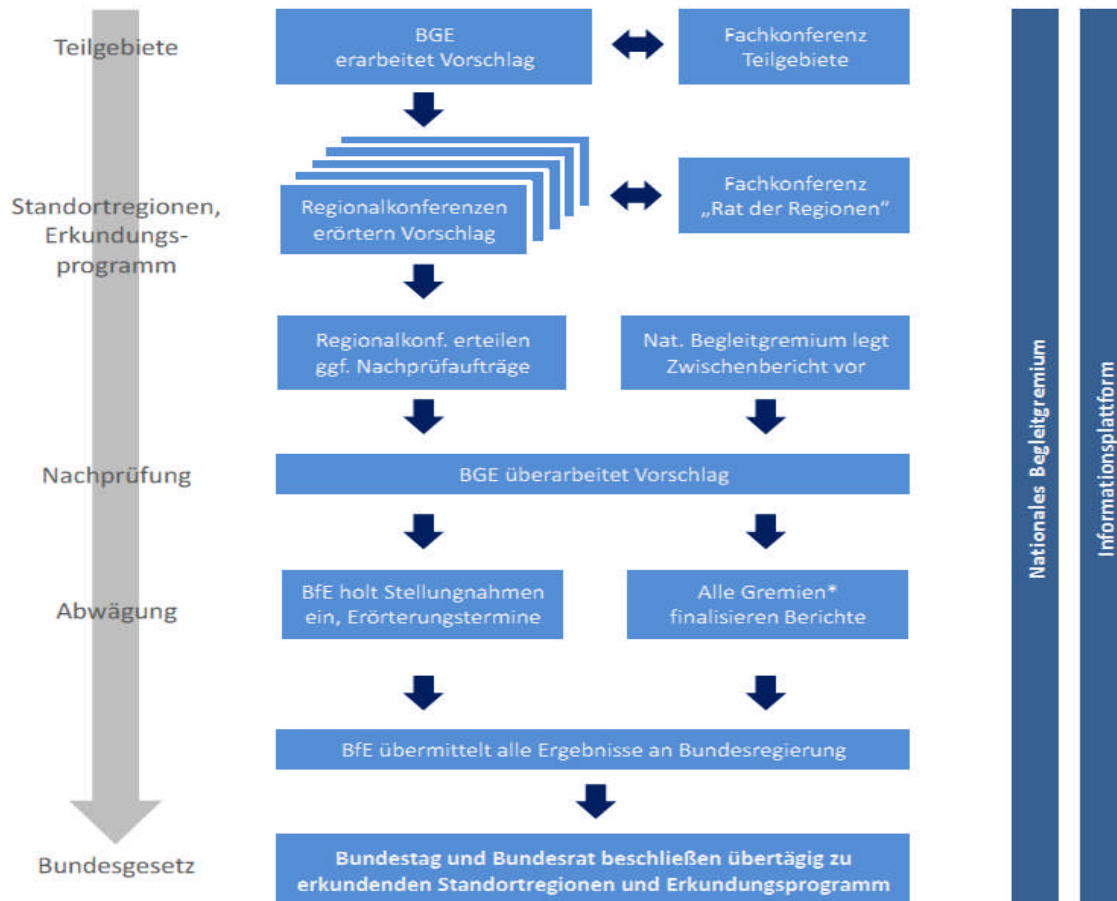 Teilgebiete
BGE
erarbeitet Vorschlag
Fachkonferenz
Teilgebiete
Standortregionen,
Erkundungs-
programm
Regionalkonferenzen
erörtern Vorschlag
Fachkonferenz
„Rat der Regionen“
Regionalkonf. erteilen
ggf. Nachprüfaufträge
Nat. Begleitgremium legt
Zwischenbericht vor
Nachprüfung
BGE überarbeitet Vorschlag
Abwägung
BfE holt Stellungnahmen
ein, Erörterungstermine
Alle Gremien*
finalisieren Berichte
BfE übermittelt alle Ergebnisse an Bundesregierung
Bundesgesetz
Bundestag und Bundesrat beschließen übertägig zu
erkundenden Standortregionen und Erkundungsprogramm
Nationales Begleitgremium
Informationsplattform